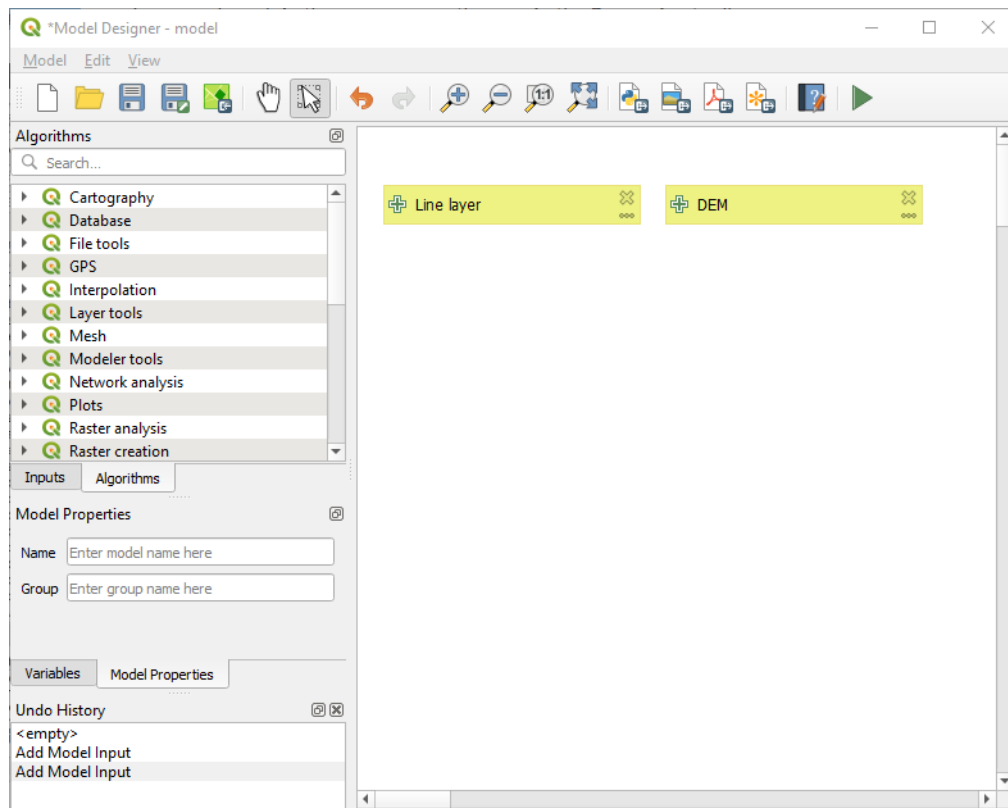 *Model Designer - model
Model Edit View
1:1
Algorithms
Search...
Cartography
Database
File tools
GPS
Interpolation
Layer tools
Mesh
Modeler tools
Network analysis
Plots
Raster analysis
Raster creation
Inputs Algorithms
Model Properties
Name Enter model name here
Group Enter group name here
Variables Model Properties
Undo History
<empty>
Add Model Input
Add Model Input
Line layer
DEM